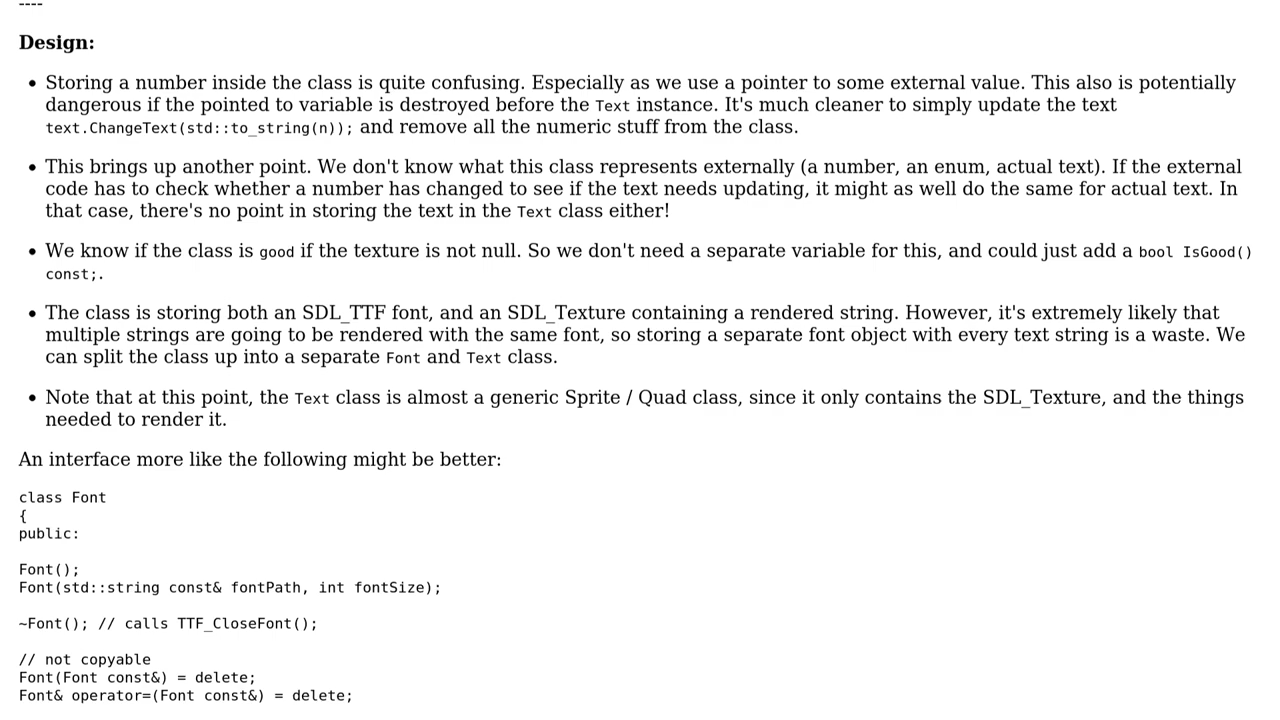 ----
Design:
• Storing a number inside the class is quite confusing. Especially as we use a pointer to some external value. This also is potentially
dangerous if the pointed to variable is destroyed before the Text instance. It's much cleaner to simply update the text
text.ChangeText(std::to_string(n)); and remove all the numeric stuff from the class.
• This brings up another point. We don't know what this class represents externally (a number, an enum, actual text). If the external
code has to check whether a number has changed to see if the text needs updating, it might as well do the same for actual text. In
that case, there's no point in storing the text in the Text class either!
• We know if the class is good if the texture is not null. So we don't need a separate variable for this, and could just add a bool IsGood()
const;.
• The class is storing both an SDL_TTF font, and an SDL_Texture containing a rendered string. However, it's extremely likely that
multiple strings are going to be rendered with the same font, so storing a separate font object with every text string is a waste. We
can split the class up into a separate Font and Text class.
• Note that at this point, the Text class is almost a generic Sprite / Quad class, since it only contains the SDL_Texture, and the things
needed to render it.
An interface more like the following might be better:
class Font
{
public:
Font();
Font(std::string const& fontPath, int fontSize);
~Font(); // calls TTF_CloseFont();
// not copyable
Font(Font const&) = delete;
Font& operator=(Font const&) = delete;